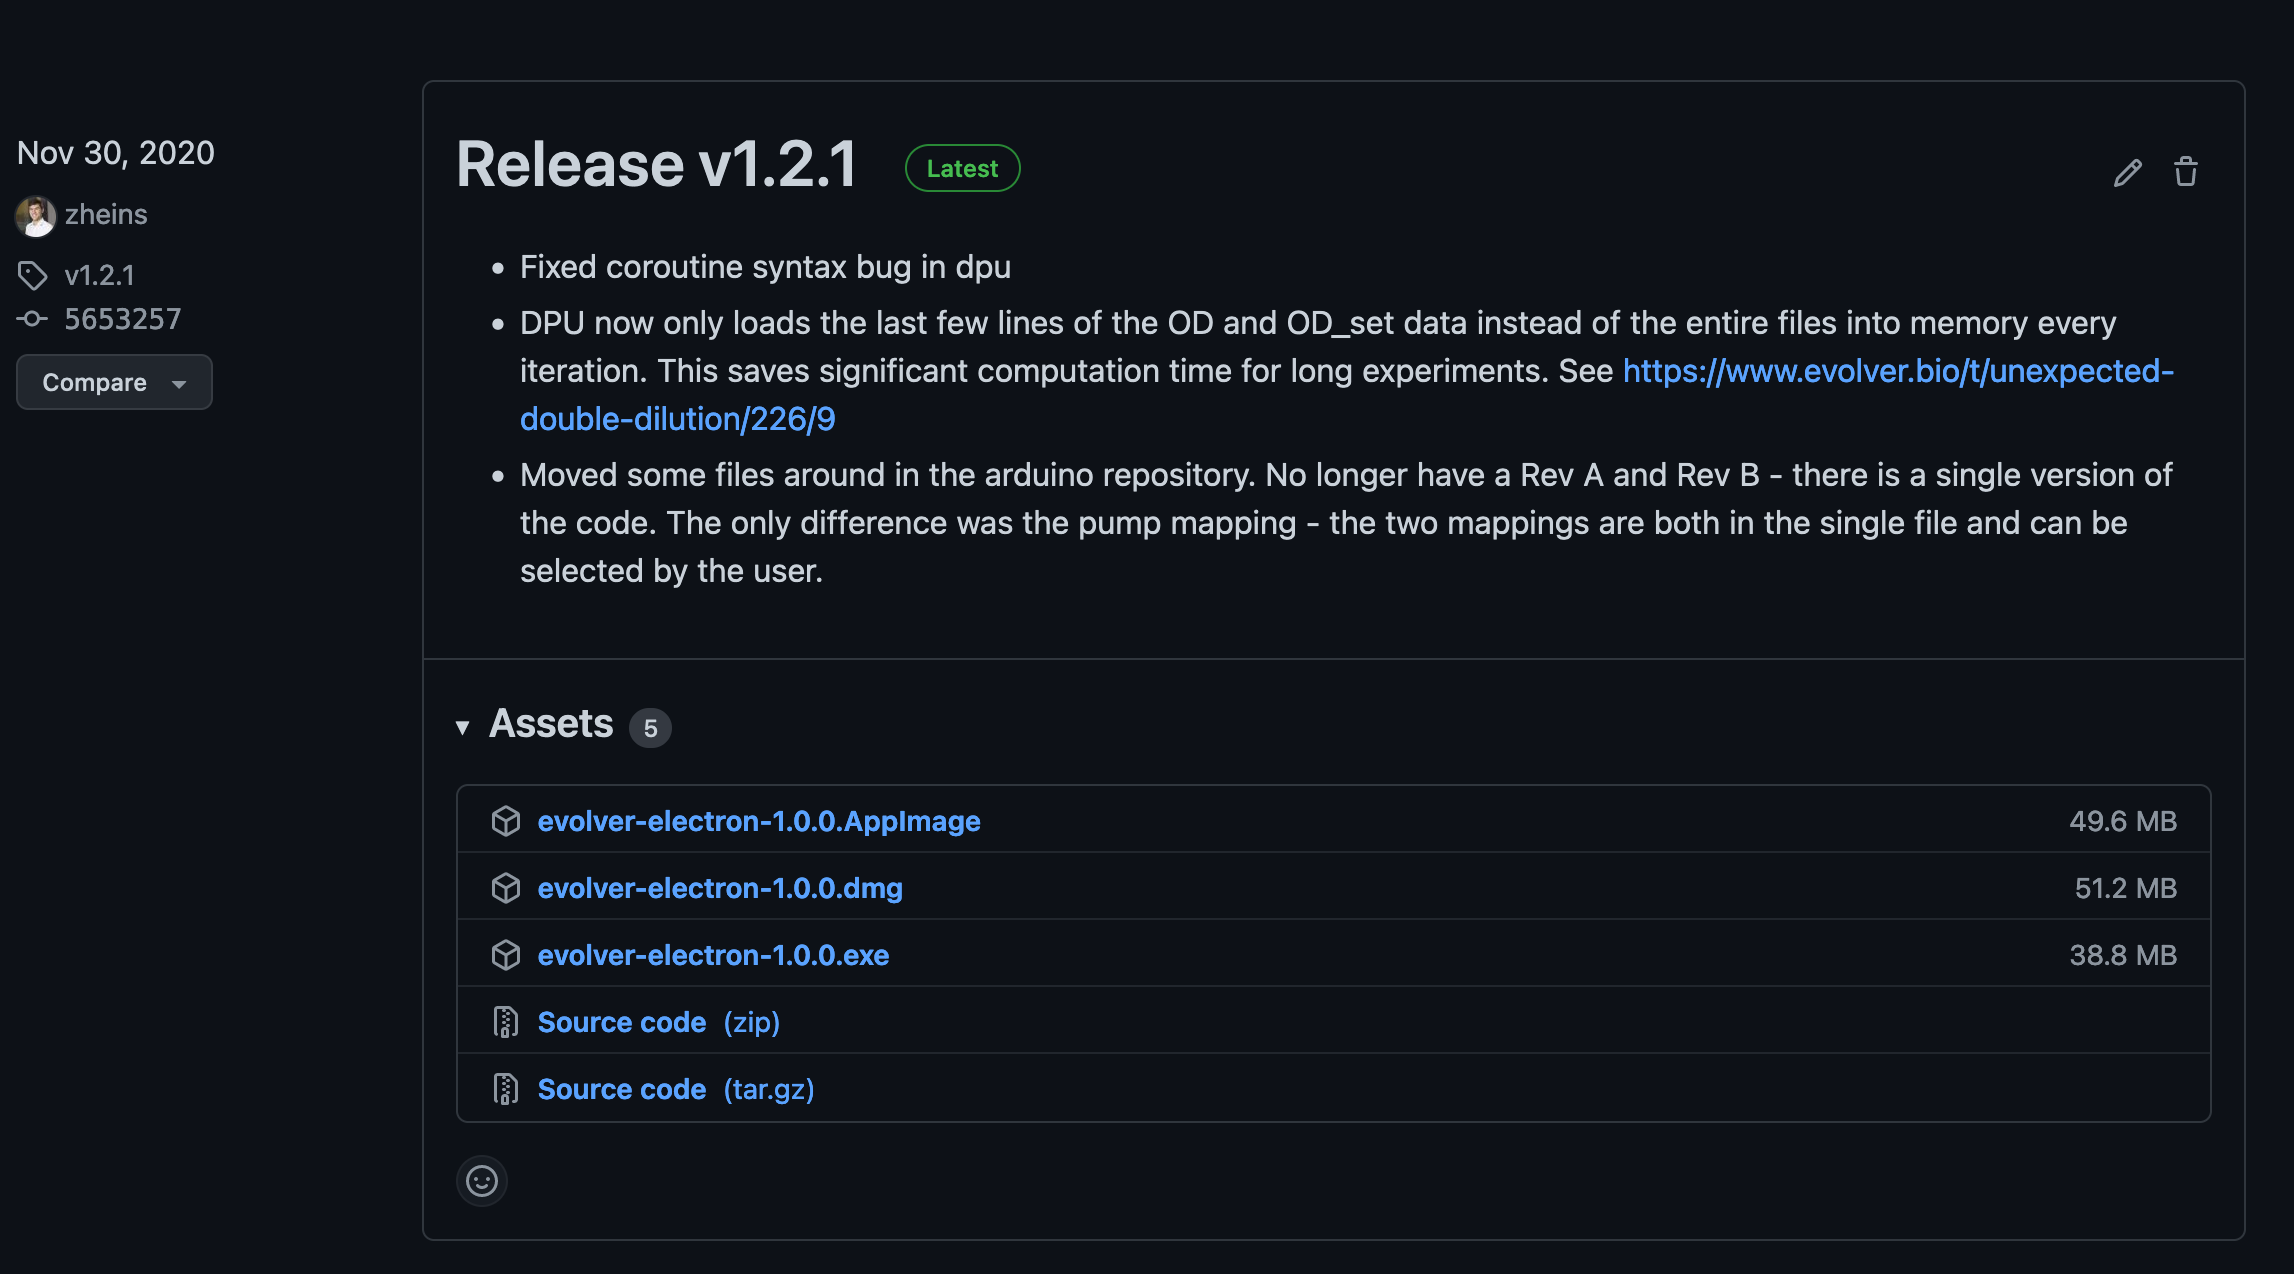 Nov 30, 2020
zheins
v1.2.1
5653257
Compare
Release v1.2.1 Latest
Fixed coroutine syntax bug in dpu
DPU now only loads the last few lines of the OD and OD_set data instead of the entire files into memory every
iteration. This saves significant computation time for long experiments. See https://www.evolver.bio/t/unexpected-
double-dilution/226/9
Moved some files around in the arduino repository. No longer have a Rev A and Rev B - there is a single version of
the code. The only difference was the pump mapping - the two mappings are both in the single file and can be
selected by the user.
Assets 5
evolver-electron-1.0.0.AppImage 49.6 MB
evolver-electron-1.0.0.dmg 51.2 MB
evolver-electron-1.0.0.exe 38.8 MB
Source code (zip)
Source code (tar.gz)